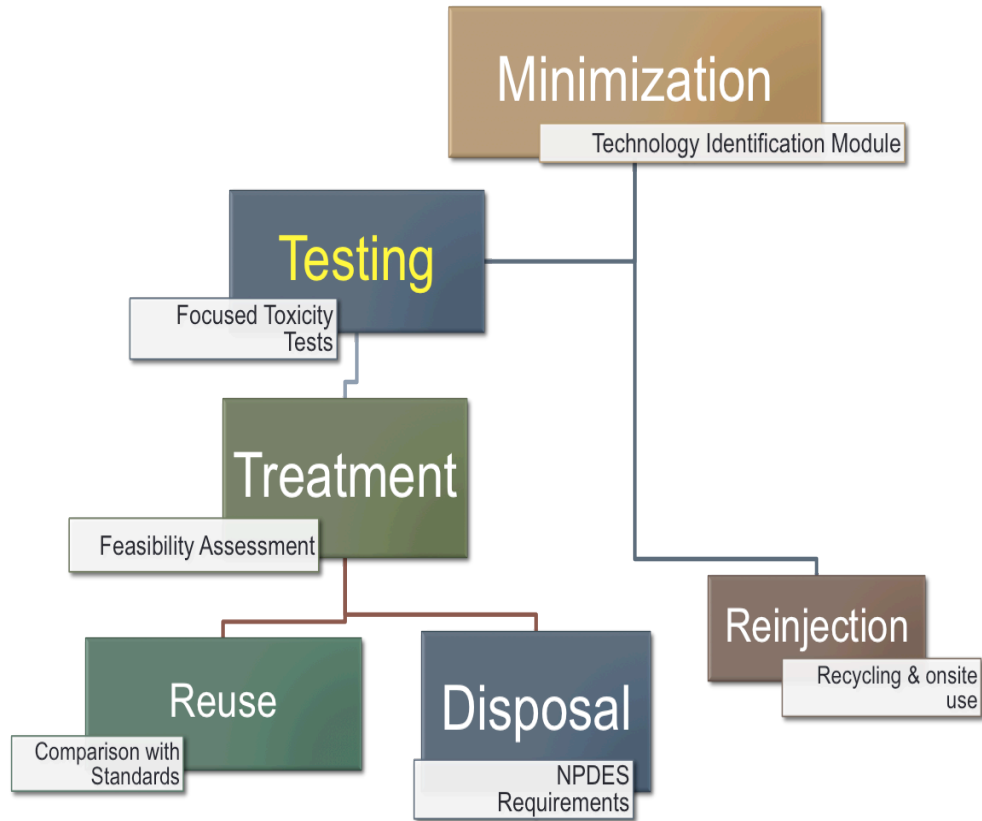 Minimization
Technology Identification Module
Testing
Focused Toxicity
Tests
Treatment
Feasibility Assessment
Reuse
Comparison with
Standards
Disposal
NPDES
Requirements
Reinjection
Recycling & onsite
use